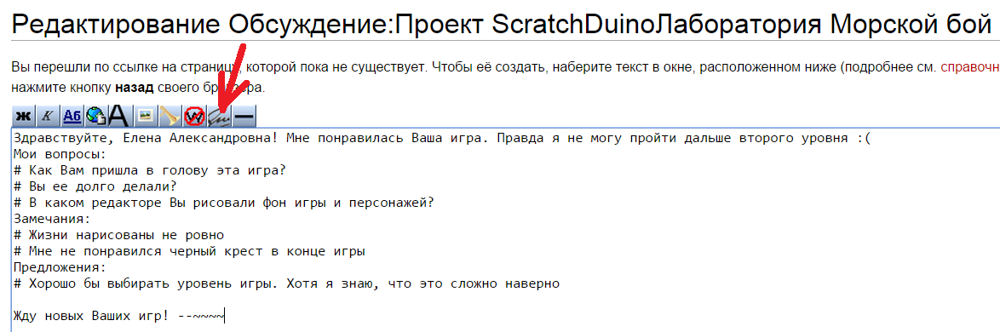 Редактирование Обсуждение:Проект ScratchDuinoЛаборатория Морской бой
Вы перешли по ссылке на страницу, которой пока не существует. Чтобы её создать, наберите текст в окне, расположенном ниже (подробнее см. справочн
нажмите кнопку назад своего браузера.
Ж К Аб A W
Здравствуйте, Елена Александровна! Мне понравилась Ваша игра. Правда я не могу пройти дальше второго уровня :(
Мои вопросы:
# Как Вам пришла в голову эта игра?
# Вы ее долго делали?
# В каком редакторе Вы рисовали фон игры и персонажей?
Замечания:
# Жизни нарисованы не ровно
# Мне не понравился черный крест в конце игры
Предложения:
# Хорошо бы выбирать уровень игры. Хотя я знаю, что это сложно наверно
Жду новых Ваших игр! --~~~~